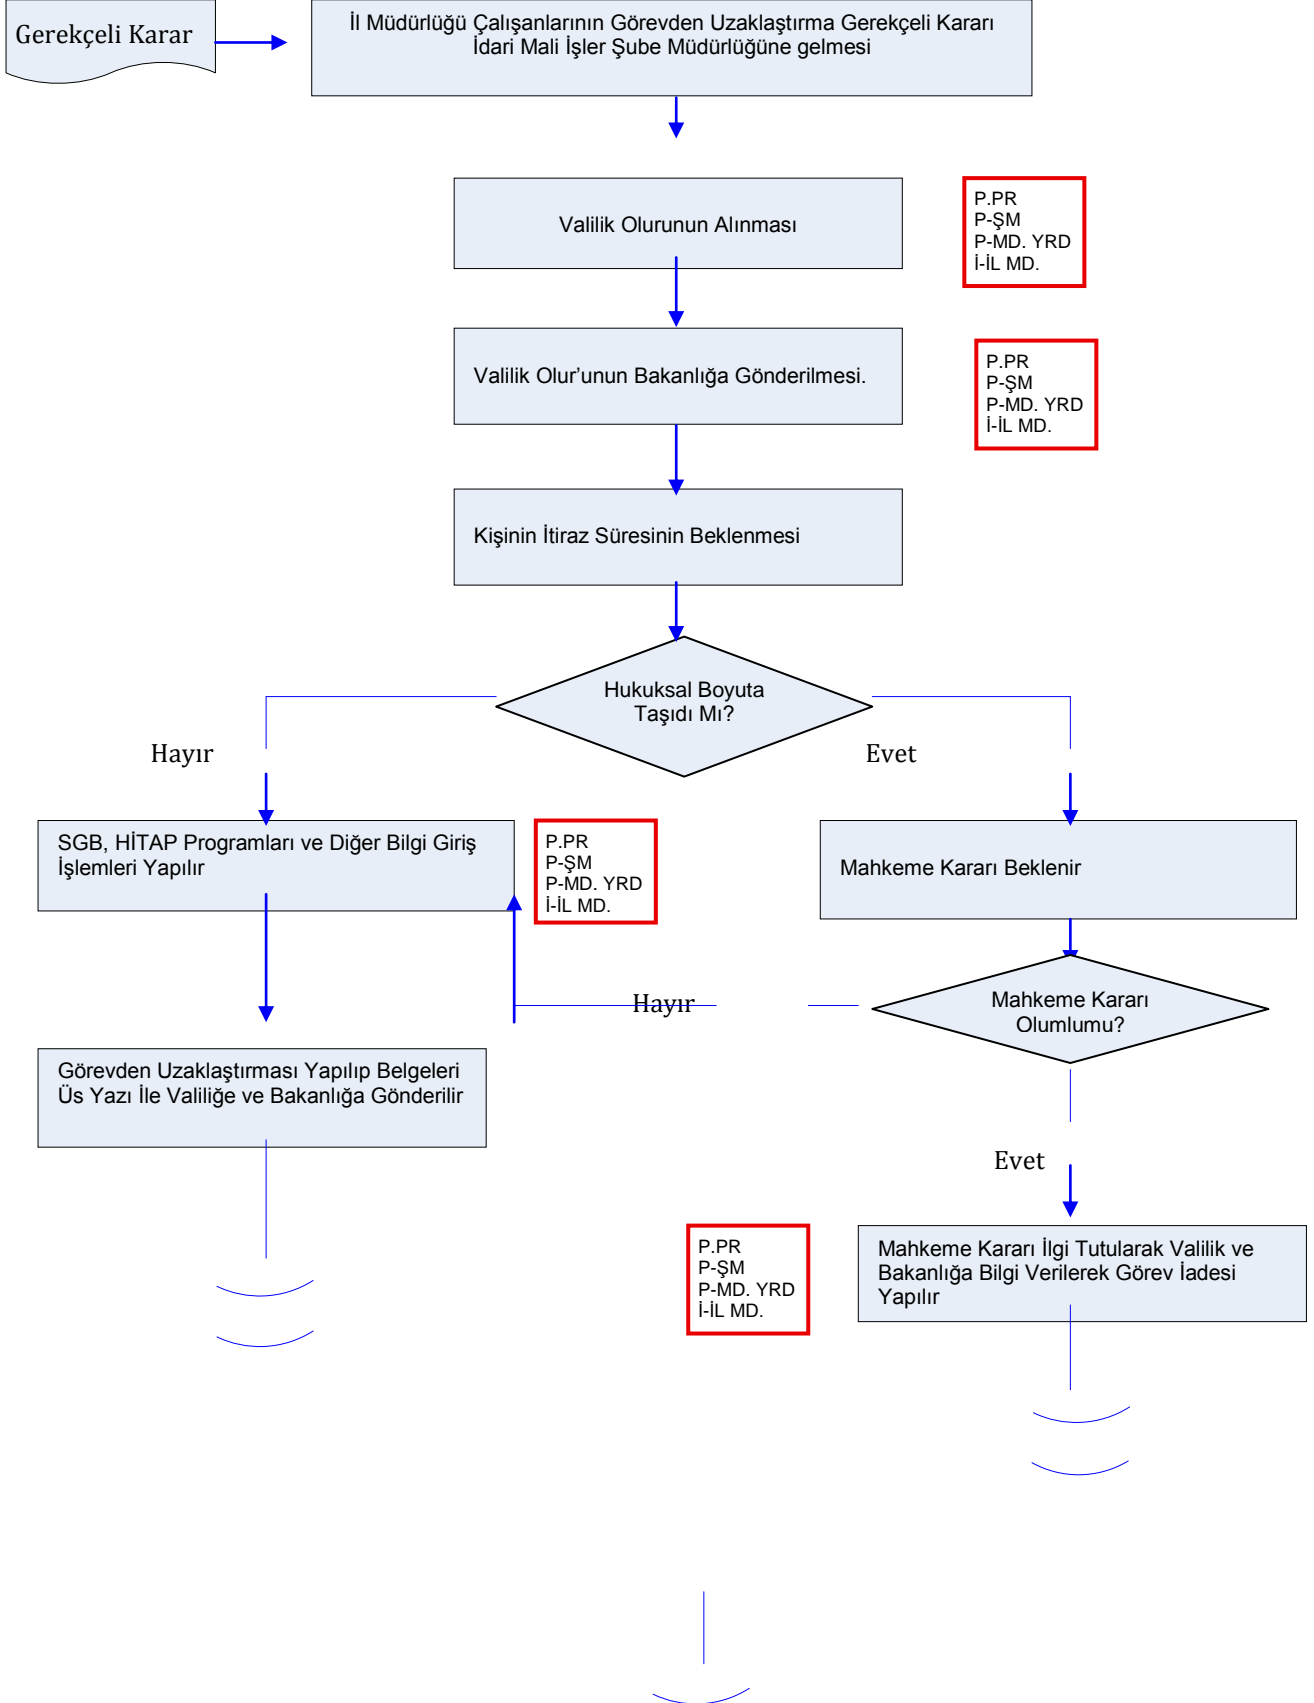 Gerekçeli Karar
İl Müdürlüğü Çalışanlarının Görevden Uzaklaştırma Gerekçeli Kararı
İdari Mali İşler Şube Müdürlüğüne gelmesi
Valilik Olurunun Alınması
P.PR
P-ŞM
P-MD. YRD
İ-İL MD.
Valilik Olur’unun Bakanlığa Gönderilmesi.
P.PR
P-ŞM
P-MD. YRD
İ-İL MD.
Kişinin İtiraz Süresinin Beklenmesi
Hukuksal Boyuta
Taşıdı Mı?
Hayır
Evet
SGB, HİTAP Programları ve Diğer Bilgi Giriş
İşlemleri Yapılır
P.PR
P-ŞM
P-MD. YRD
İ-İL MD.
Mahkeme Kararı Beklenir
Hayır
Mahkeme Kararı
Olumlumu?
Görevden Uzaklaştırması Yapılıp Belgeleri
Üs Yazı İle Valiliğe ve Bakanlığa Gönderilir
Evet
P.PR
P-ŞM
P-MD. YRD
İ-İL MD.
Mahkeme Kararı İlgi Tutularak Valilik ve
Bakanlığa Bilgi Verilerek Görev İadesi
Yapılır